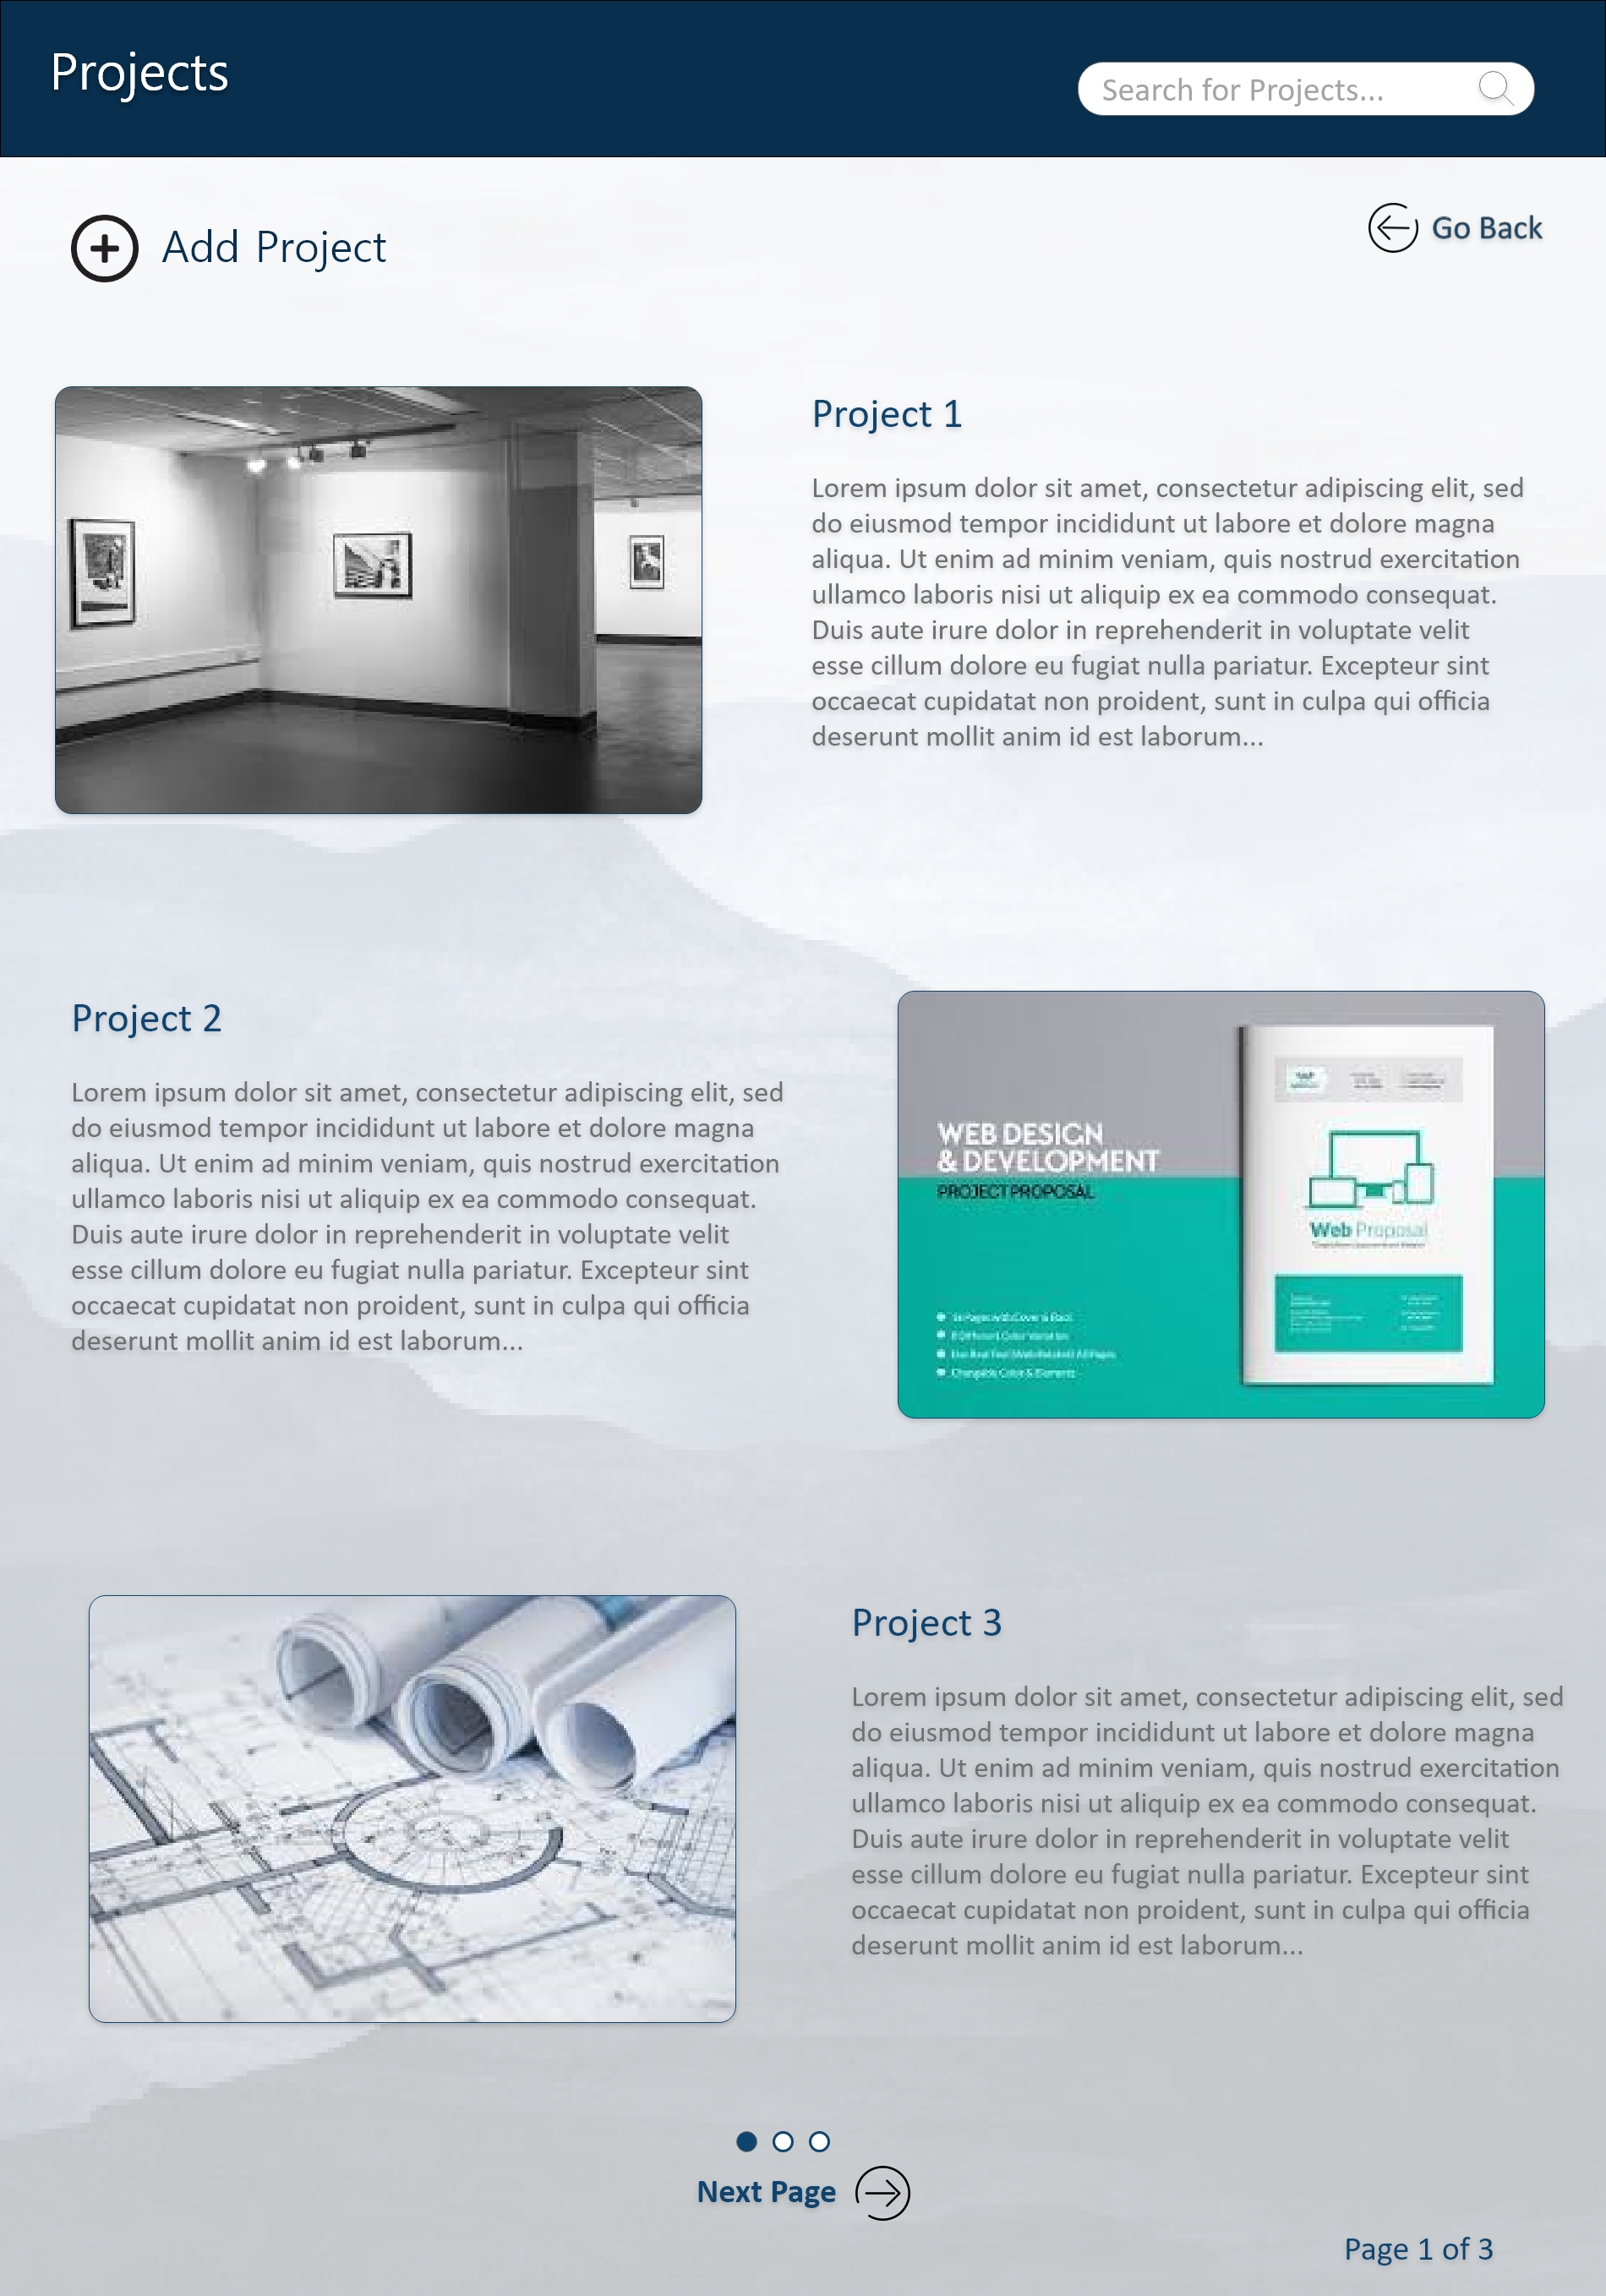 Projects
Search for Projects...
Add Project
Go Back
Project 1
Lorem ipsum dolor sit amet, consectetur adipiscing elit, sed
do eiusmod tempor incididunt ut labore et dolore magna
aliqua. Ut enim ad minim veniam, quis nostrud exercitation
ullamco laboris nisi ut aliquip ex ea commodo consequat.
Duis aute irure dolor in reprehenderit in voluptate velit
esse cillum dolore eu fugiat nulla pariatur. Excepteur sint
occaecat cupidatat non proident, sunt in culpa qui officia
deserunt mollit anim id est laborum...
Project 2
Lorem ipsum dolor sit amet, consectetur adipiscing elit, sed
do eiusmod tempor incididunt ut labore et dolore magna
aliqua. Ut enim ad minim veniam, quis nostrud exercitation
ullamco laboris nisi ut aliquip ex ea commodo consequat.
Duis aute irure dolor in reprehenderit in voluptate velit
esse cillum dolore eu fugiat nulla pariatur. Excepteur sint
occaecat cupidatat non proident, sunt in culpa qui officia
deserunt mollit anim id est laborum...
WEB DESIGN
& DEVELOPMENT
PROJECT PROPOSAL
Web Proposal
Changable Color & Elements
Project 3
Lorem ipsum dolor sit amet, consectetur adipiscing elit, sed
do eiusmod tempor incididunt ut labore et dolore magna
aliqua. Ut enim ad minim veniam, quis nostrud exercitation
ullamco laboris nisi ut aliquip ex ea commodo consequat.
Duis aute irure dolor in reprehenderit in voluptate velit
esse cillum dolore eu fugiat nulla pariatur. Excepteur sint
occaecat cupidatat non proident, sunt in culpa qui officia
deserunt mollit anim id est laborum...
Next Page
Page 1 of 3